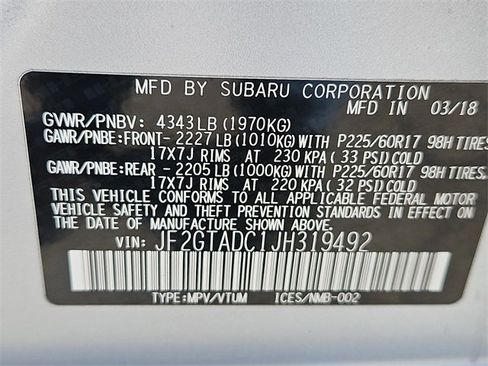 MFD BY SUBARU CORPORATION
03/18
GVWR/PNBV: 4343LB (1970KG)
GAWR/PNBE:FRONT- 2227 LB (1010KG) WITH P225/60R17 98H TIRES,
17X7J RIMS AT 230 KPA ( 33 PSI) COLD
GAWR/PNBE:REAR - 2205 LB (1000KG) WITH P225/60R17 98H TIRES,
17X7J RIMS AT 220 KPA ( 32 PSI) COLD
THIS VEHICLE CONFORMS TO ALL APPLICABLE FEDERAL MOTOR
VEHICLE SAFETY AND THEFT PREVENTION STANDARDS IN EFFECT ON
THE DATE OF MANUFACTURE SHOWN ABOVE.
VIN: JF2GTADC1JH319492
TYPE:MPV/VTUM ICES/NMB-002